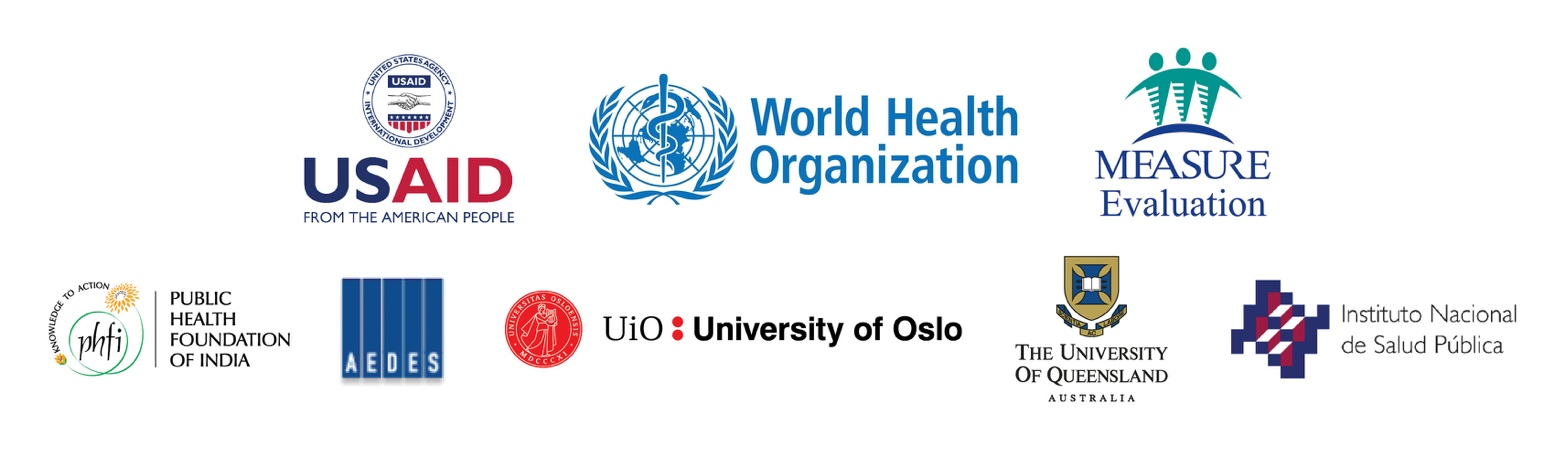 UNITED STATES AGENCY
USAID
INTERNATIONAL DEVELOPMENT
USAID
FROM THE AMERICAN PEOPLE
World Health
Organization
MEASURE
Evaluation
KNOWLEDGE TO ACTION
phfi
PUBLIC
HEALTH
FOUNDATION
OF INDIA
AEDES
UNIVERSITAS OSLOENSIS
MDCCCXI
UiO : University of Oslo
THE UNIVERSITY
OF QUEENSLAND
AUSTRALIA
Instituto Nacional
de Salud Pública